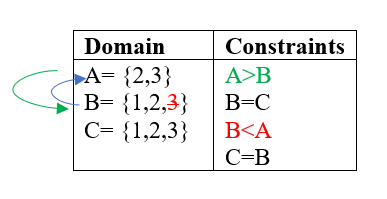 Domain Constraints
A= {2,3} A>B
B= {1,2,3} B=C
C= {1,2,3} B<A
C=B